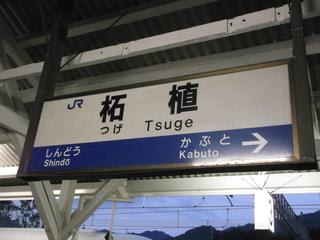 JR 柘植
つげ Tsuge
しんどう かぶと
Shindō Kabuto →